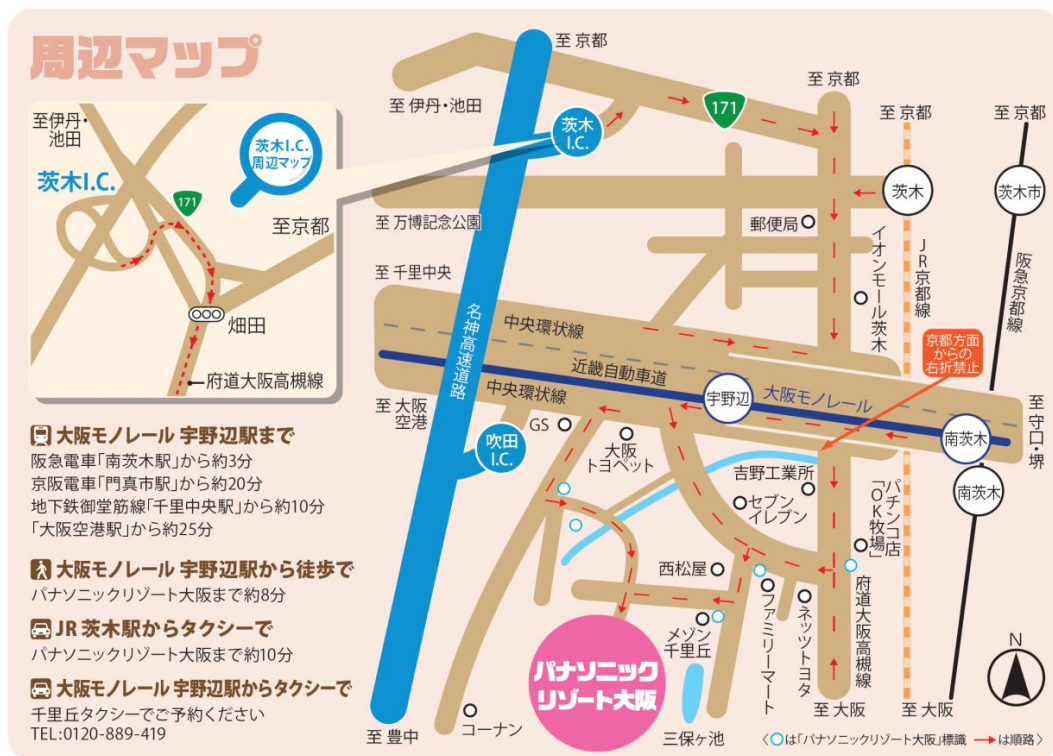 周辺マップ
至伊丹・
池田
茨木I.C.
茨木I.C.
周辺マップ
171
至京都
畑田
府道大阪高槻線
大阪モノレール 宇野辺駅まで
阪急電車「南茨木駅」から約3分
京阪電車「門真市駅」から約20分
地下鉄御堂筋線「千里中央駅」から約10分
「大阪空港駅」から約25分
大阪モノレール 宇野辺駅から徒歩で
パナソニックリゾート大阪まで約8分
JR 茨木駅からタクシーで
パナソニックリゾート大阪まで約10分
大阪モノレール 宇野辺駅からタクシーで
千里丘タクシーでご予約ください
TEL:0120-889-419
至 京都
至 伊丹・池田
171
茨木
I.C.
至 京都
至 京都
至 京都
茨木
茨木市
至 万博記念公園
郵便局
イオンモール茨木
JR京都線
阪急京都線
至 千里中央
名神高速道路
中央環状線
近畿自動車道
中央環状線
宇野辺
大阪モノレール
京都方面
からの
右折禁止
至 大阪
空港
至守口・堺
南茨木
南茨木
GS
吹田
I.C.
大阪
トヨペット
吉野工業所
セブン
イレブン
パチンコ店
「OK牧場」
西松屋
メゾン
千里丘
ファミリーマート
ネッツトヨタ
府道大阪高槻線
パナソニック
リゾート大阪
コーナン
三保ヶ池
至 豊中
至 大阪
至 大阪
N
〈○は「パナソニックリゾート大阪」標識 →は順路〉